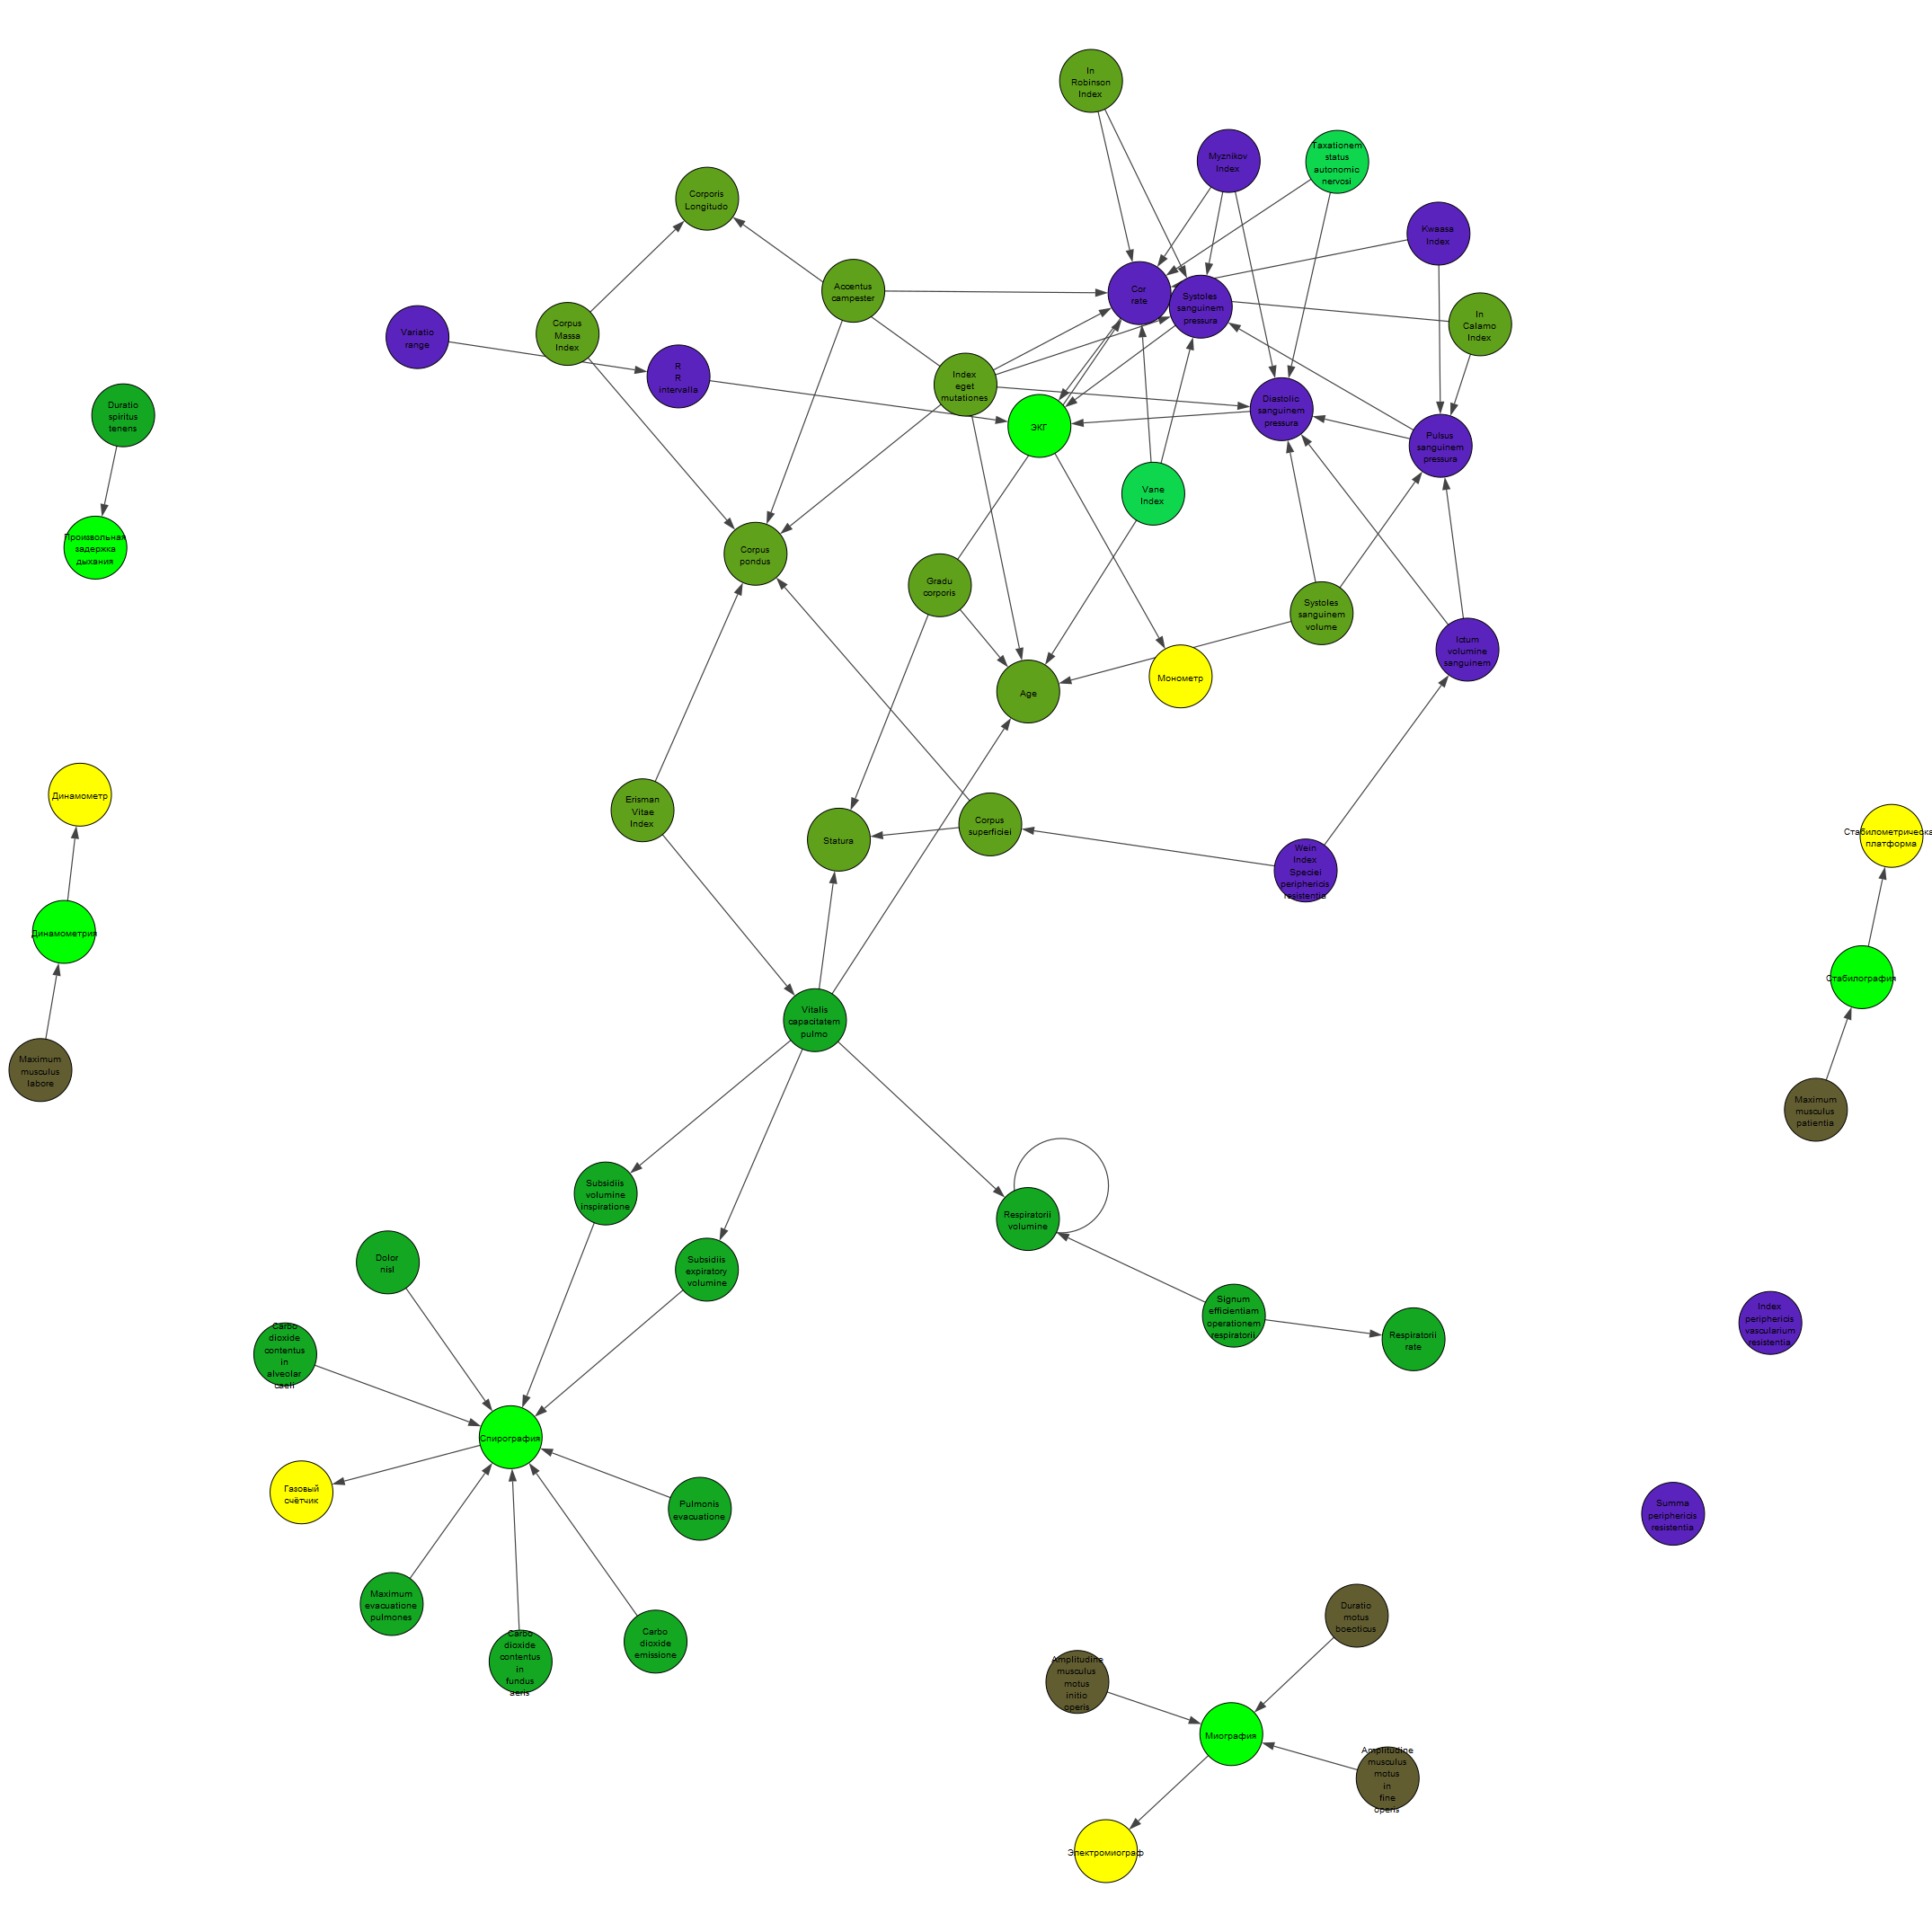 In
Robinson
Index
Myznikov
Index
Taxationem
status
autonomic
nervosi
Corporis
Longitudo
Kwaasa
Index
Accentus
campester
Cor
rate
Systoles
sanguinem
pressura
In
Calamo
Index
Variatio
range
Corpus
Massa
Index
R
R
intervalla
Index
eget
mutationes
Duratio
spiritus
tenens
ЭКГ
Diastolic
sanguinem
pressura
Pulsus
sanguinem
pressura
Vane
Index
Произвольная
задержка
дыхания
Corpus
pondus
Gradu
corporis
Systoles
sanguinem
volume
Ictum
volumine
sanguinem
Age
Монометр
Динамометр
Erisman
Vitae
Index
Statura
Corpus
superficiei
Стабилометрическа
платформа
Wein
Index
Speciei
periphericis
resistentia
Динамометрия
Стабилография
Vitalis
capacitatem
pulmo
Maximum
musculus
labore
Maximum
musculus
patientia
Subsidiis
volumine
Inspiratione
Respiratorii
volumine
Dolor
nisl
Subsidiis
expiratory
volumine
Signum
efficientiam
operationem
respiratorii
Respiratorii
rate
Index
periphericis
vascularium
resistentia
Carbo
dioxide
contentus
in
alveolar
caeli
Спирография
Газовый
счётчик
Pulmonis
evacuatione
Summa
periphericis
resistentia
Maximum
evacuatione
pulmones
Carbo
dioxide
contentus
in
fundus
aeris
Carbo
dioxide
emissione
Duratio
motus
boeoticus
Amplitudine
musculus
motus
initio
operis
Миография
Amplitudine
musculus
motus
in
fine
operis
Электромиограф